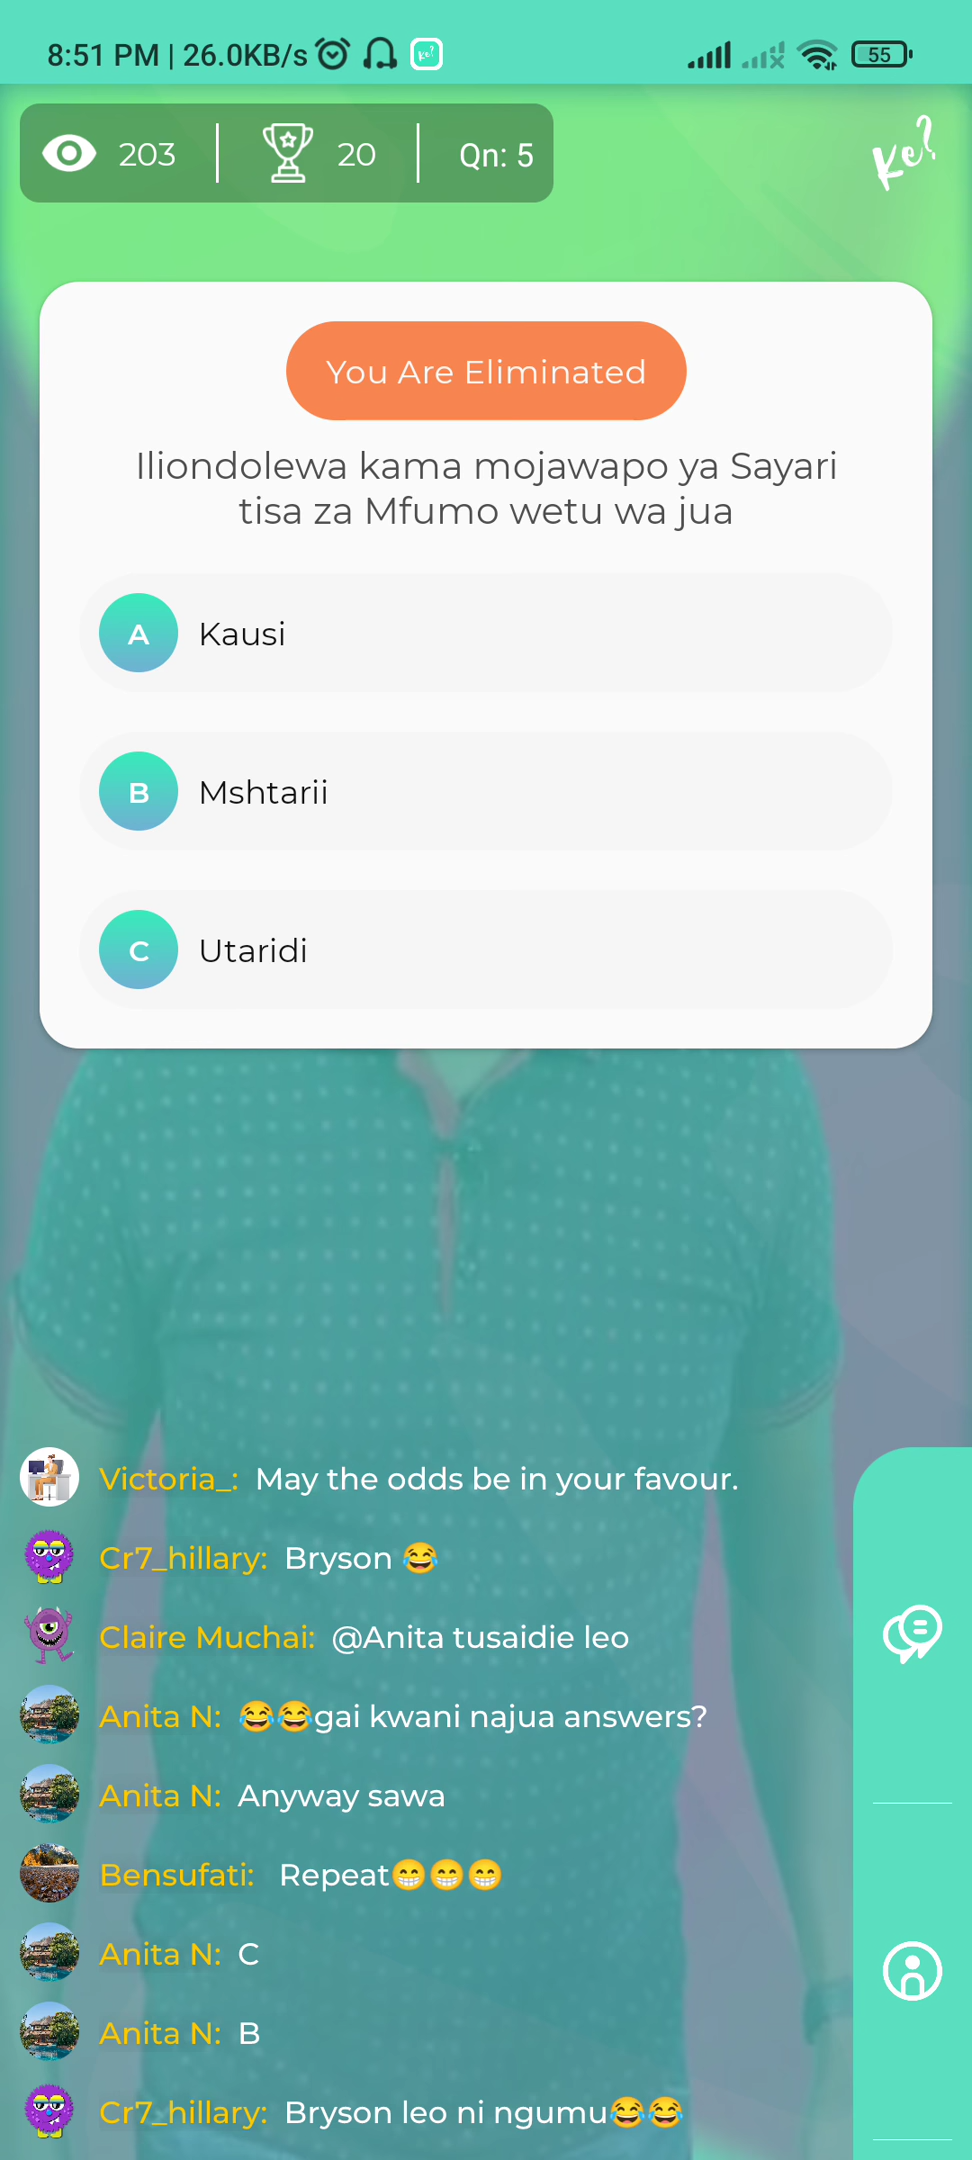 8:51 PM | 26.0KB/s Ke? 55
203 20 Qn: 5 Ke?
You Are Eliminated
Iliondolewa kama mojawapo ya Sayari
tisa za Mfumo wetu wa jua
A Kausi
B Mshtarii
C Utaridi
Victoria_: May the odds be in your favour.
Cr7_hillary: Bryson 😂
Claire Muchai: @Anita tusaidie leo
Anita N: 😂😂gai kwani najua answers?
Anita N: Anyway sawa
Bensufati: Repeat😁😁😁
Anita N: C
Anita N: B
Cr7_hillary: Bryson leo ni ngumu😂😂